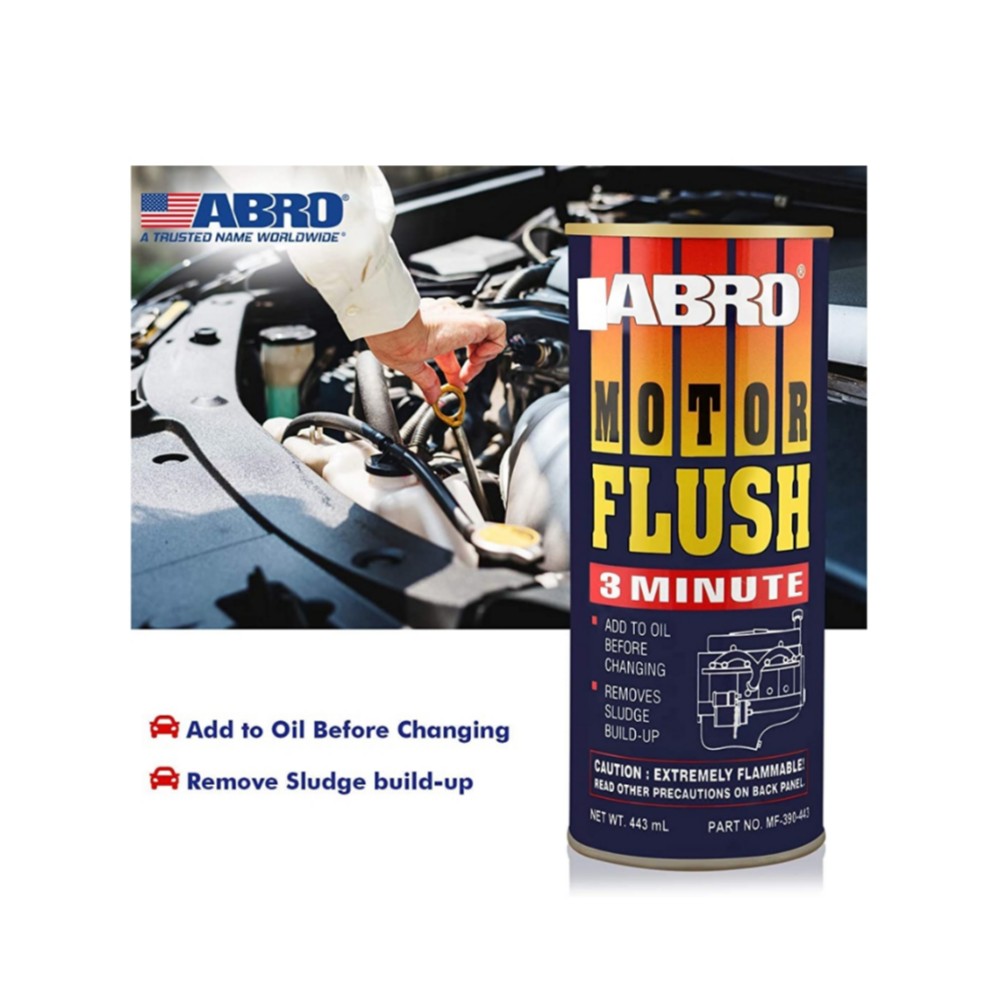 ABRO®
A TRUSTED NAME WORLDWIDE®
ABRO®
MOTOR
FLUSH
3 MINUTE
ADD TO OIL
BEFORE
CHANGING
REMOVES
SLUDGE
BUILD-UP
CAUTION : EXTREMELY FLAMMABLE!
READ OTHER PRECAUTIONS ON BACK PANEL.
NET WT. 443 mL PART NO. MF-390-443
Add to Oil Before Changing
Remove Sludge build-up